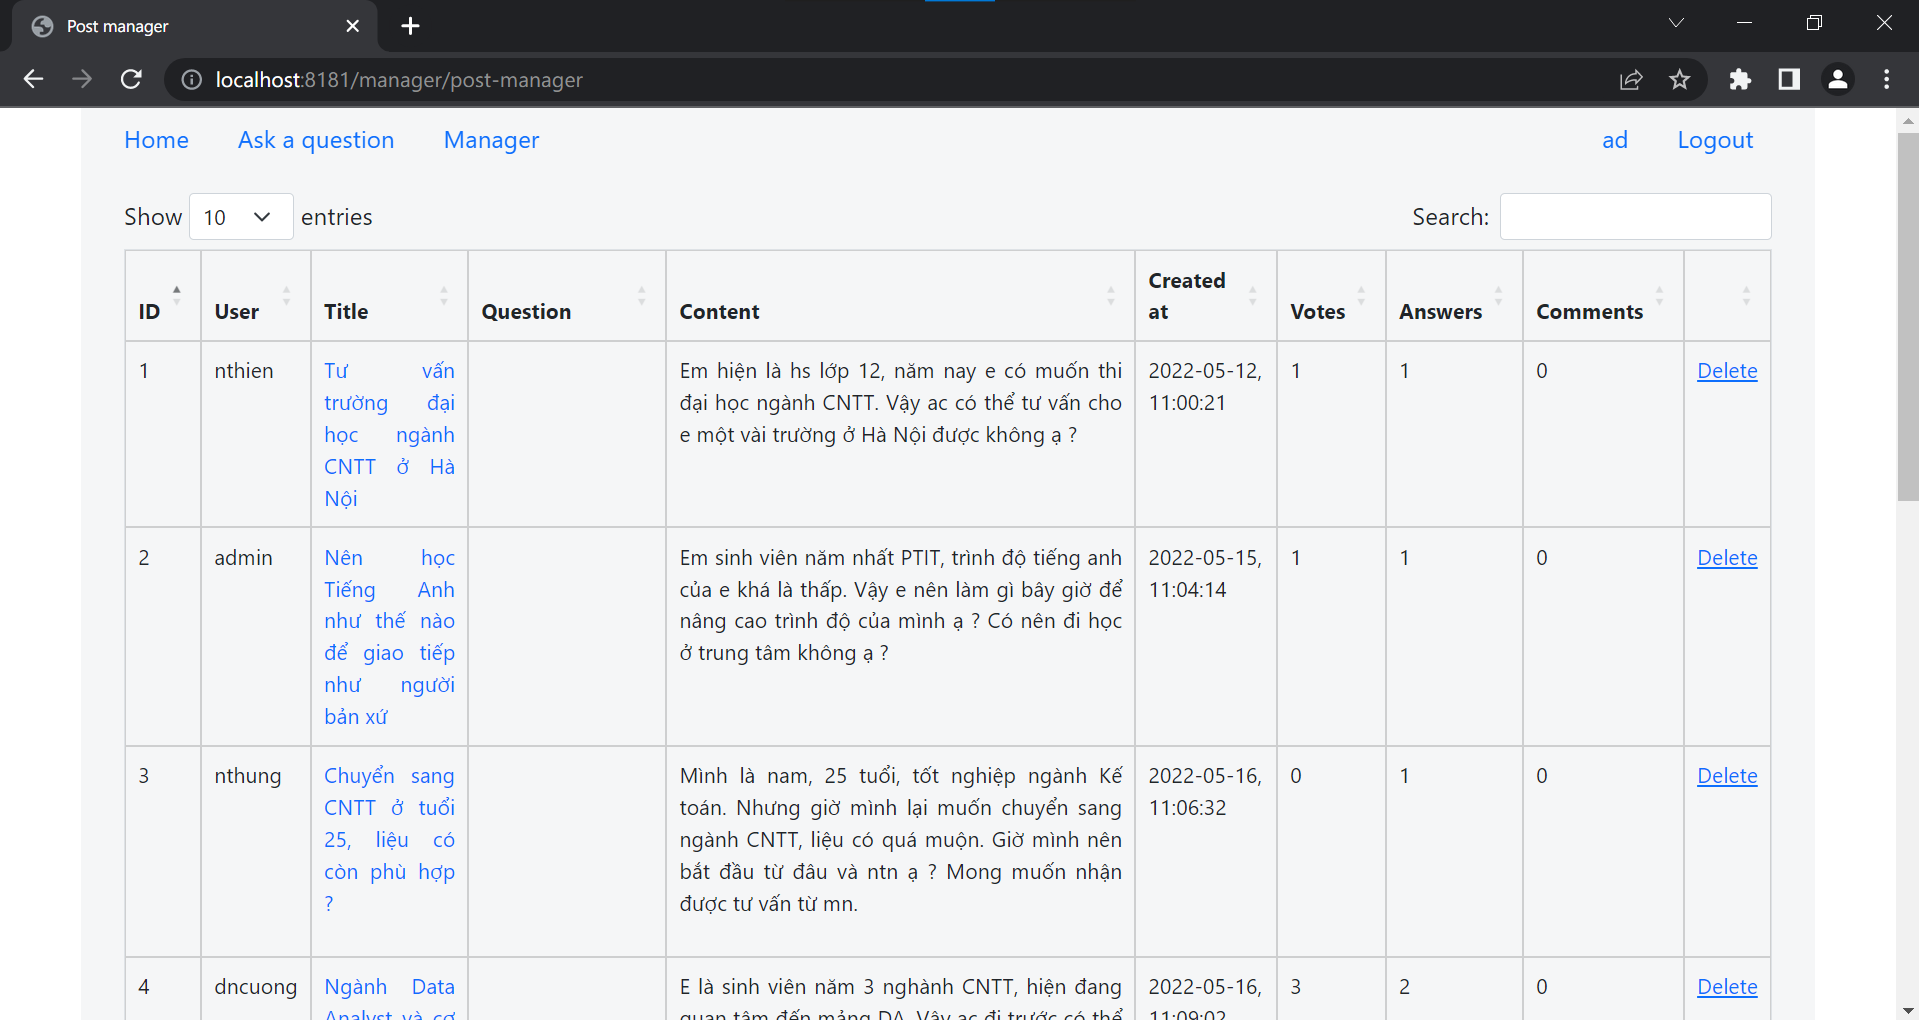 Post manager
localhost:8181/manager/post-manager
Home Ask a question Manager ad Logout
Show 10 entries Search:
ID User Title Question Content Created at Votes Answers Comments
1 nthien
Tư vấn
trường đại
học ngành
CNTT ở Hà
Nội
Em hiện là hs lớp 12, năm nay e có muốn thi
đại học ngành CNTT. Vậy ac có thể tư vấn cho
e một vài trường ở Hà Nội được không ạ ?
2022-05-12,
11:00:21
1 1 0 Delete
2 admin
Nên học
Tiếng Anh
như thế nào
để giao tiếp
như người
bản xứ
Em sinh viên năm nhất PTIT, trình độ tiếng anh
của e khá là thấp. Vậy e nên làm gì bây giờ để
nâng cao trình độ của mình ạ ? Có nên đi học
ở trung tâm không ạ ?
2022-05-15,
11:04:14
1 1 0 Delete
3 nthung
Chuyển sang
CNTT ở tuổi
25, liệu có
còn phù hợp
?
Mình là nam, 25 tuổi, tốt nghiệp ngành Kế
toán. Nhưng giờ mình lại muốn chuyển sang
ngành CNTT, liệu có quá muộn. Giờ mình nên
bắt đầu từ đâu và ntn ạ ? Mong muốn nhận
được tư vấn từ mn.
2022-05-16,
11:06:32
0 1 0 Delete
4 dncuong
Ngành Data
Analyst và cơ
E là sinh viên năm 3 nghành CNTT, hiện đang
quan tâm đến mảng DA. Vậy ac đi trước có thể
2022-05-16,
11:09:02
3 2 0 Delete